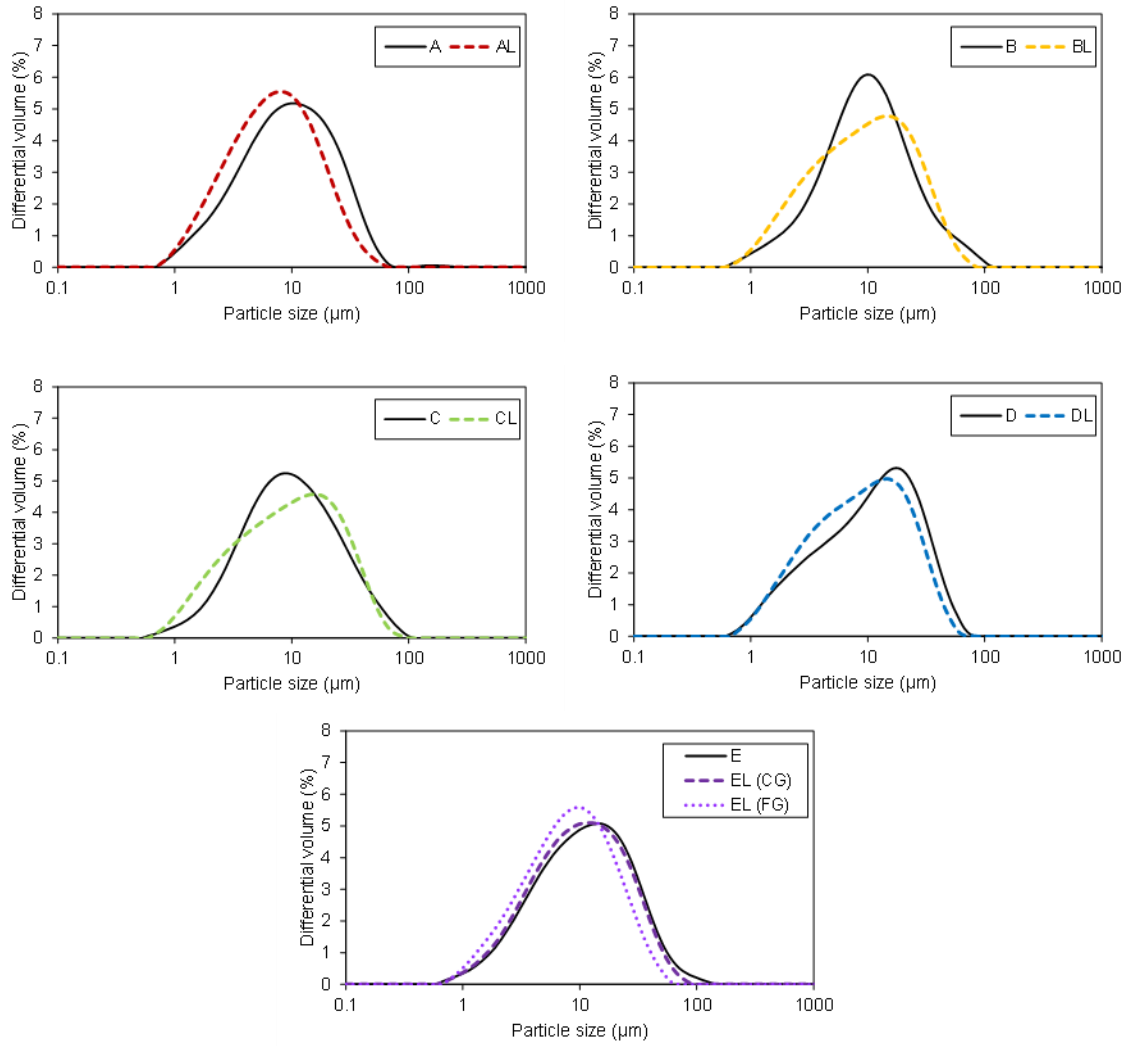 8
7
6
5
4
3
2
1
0
Differential volume (%)
A AL
0.1 1 10 100 1000
Particle size (µm)
8
7
6
5
4
3
2
1
0
Differential volume (%)
B BL
0.1 1 10 100 1000
Particle size (µm)
8
7
6
5
4
3
2
1
0
Differential volume (%)
C CL
0.1 1 10 100 1000
Particle size (µm)
8
7
6
5
4
3
2
1
0
Differential volume (%)
D DL
0.1 1 10 100 1000
Particle size (µm)
8
7
6
5
4
3
2
1
0
Differential volume (%)
E
EL (CG)
EL (FG)
0.1 1 10 100 1000
Particle size (µm)